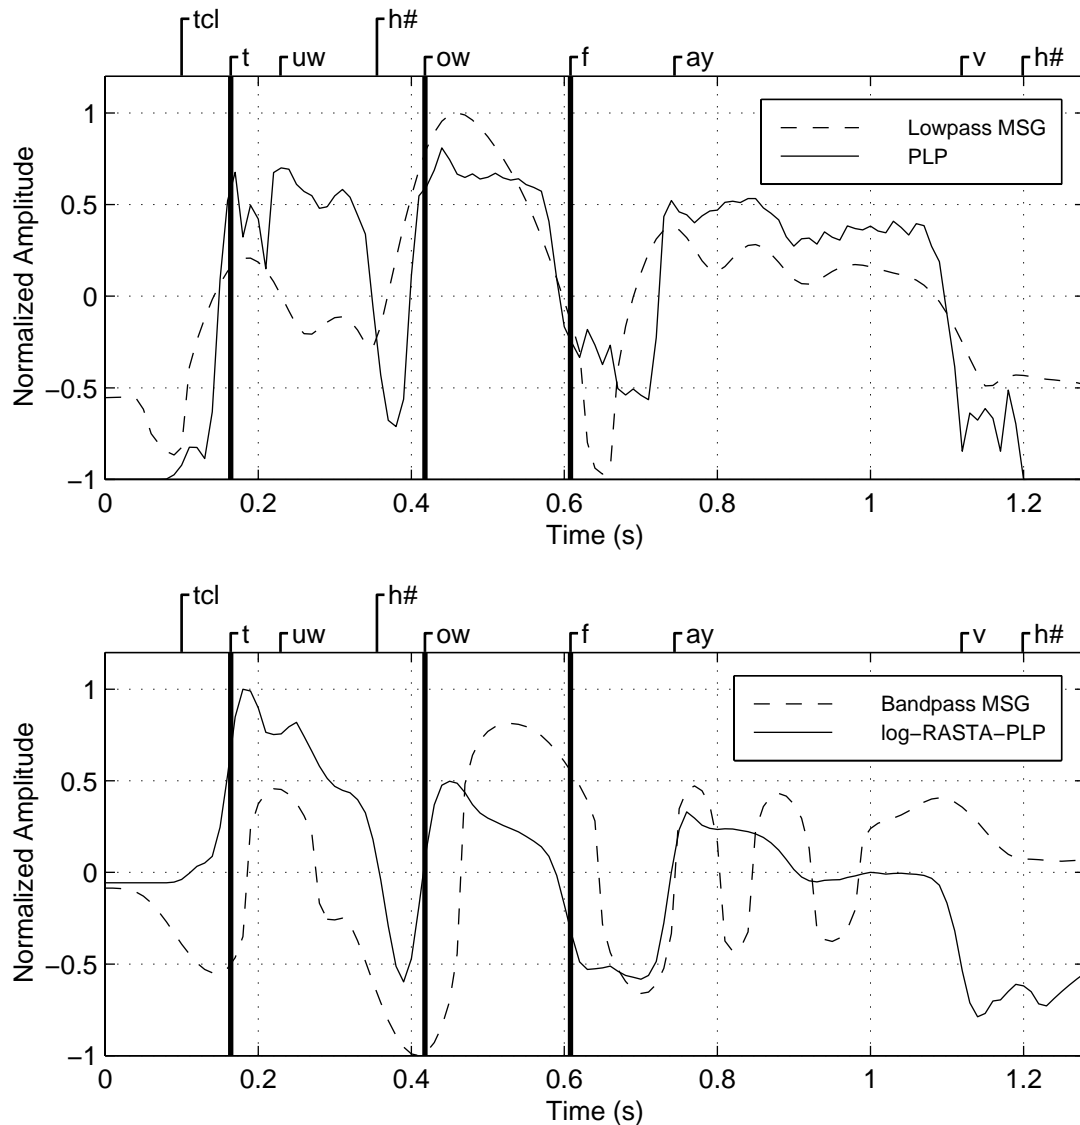 tcl h#
t uw ow f ay v h#
Normalized Amplitude
1
0.5
0
−0.5
−1
Lowpass MSG
PLP
0 0.2 0.4 0.6 0.8 1 1.2
Time (s)
tcl h#
t uw ow f ay v h#
Normalized Amplitude
1
0.5
0
−0.5
−1
Bandpass MSG
log−RASTA−PLP
0 0.2 0.4 0.6 0.8 1 1.2
Time (s)